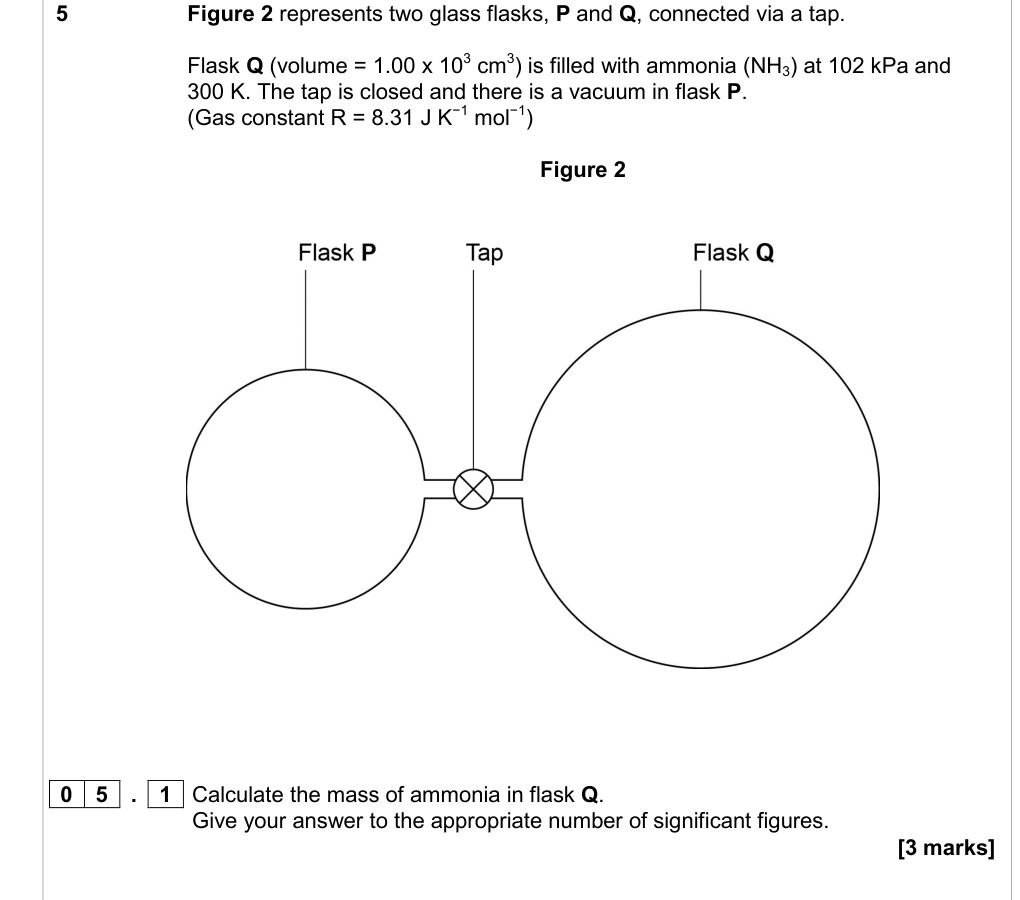 5 Figure 2 represents two glass flasks, P and Q, connected via a tap.
Flask Q (volume = 1.00 x 10³ cm³) is filled with ammonia (NH₃) at 102 kPa and
300 K. The tap is closed and there is a vacuum in flask P.
(Gas constant R = 8.31 J K⁻¹ mol⁻¹)
Figure 2
Flask P Tap Flask Q
0 5 . 1 Calculate the mass of ammonia in flask Q.
Give your answer to the appropriate number of significant figures.
[3 marks]